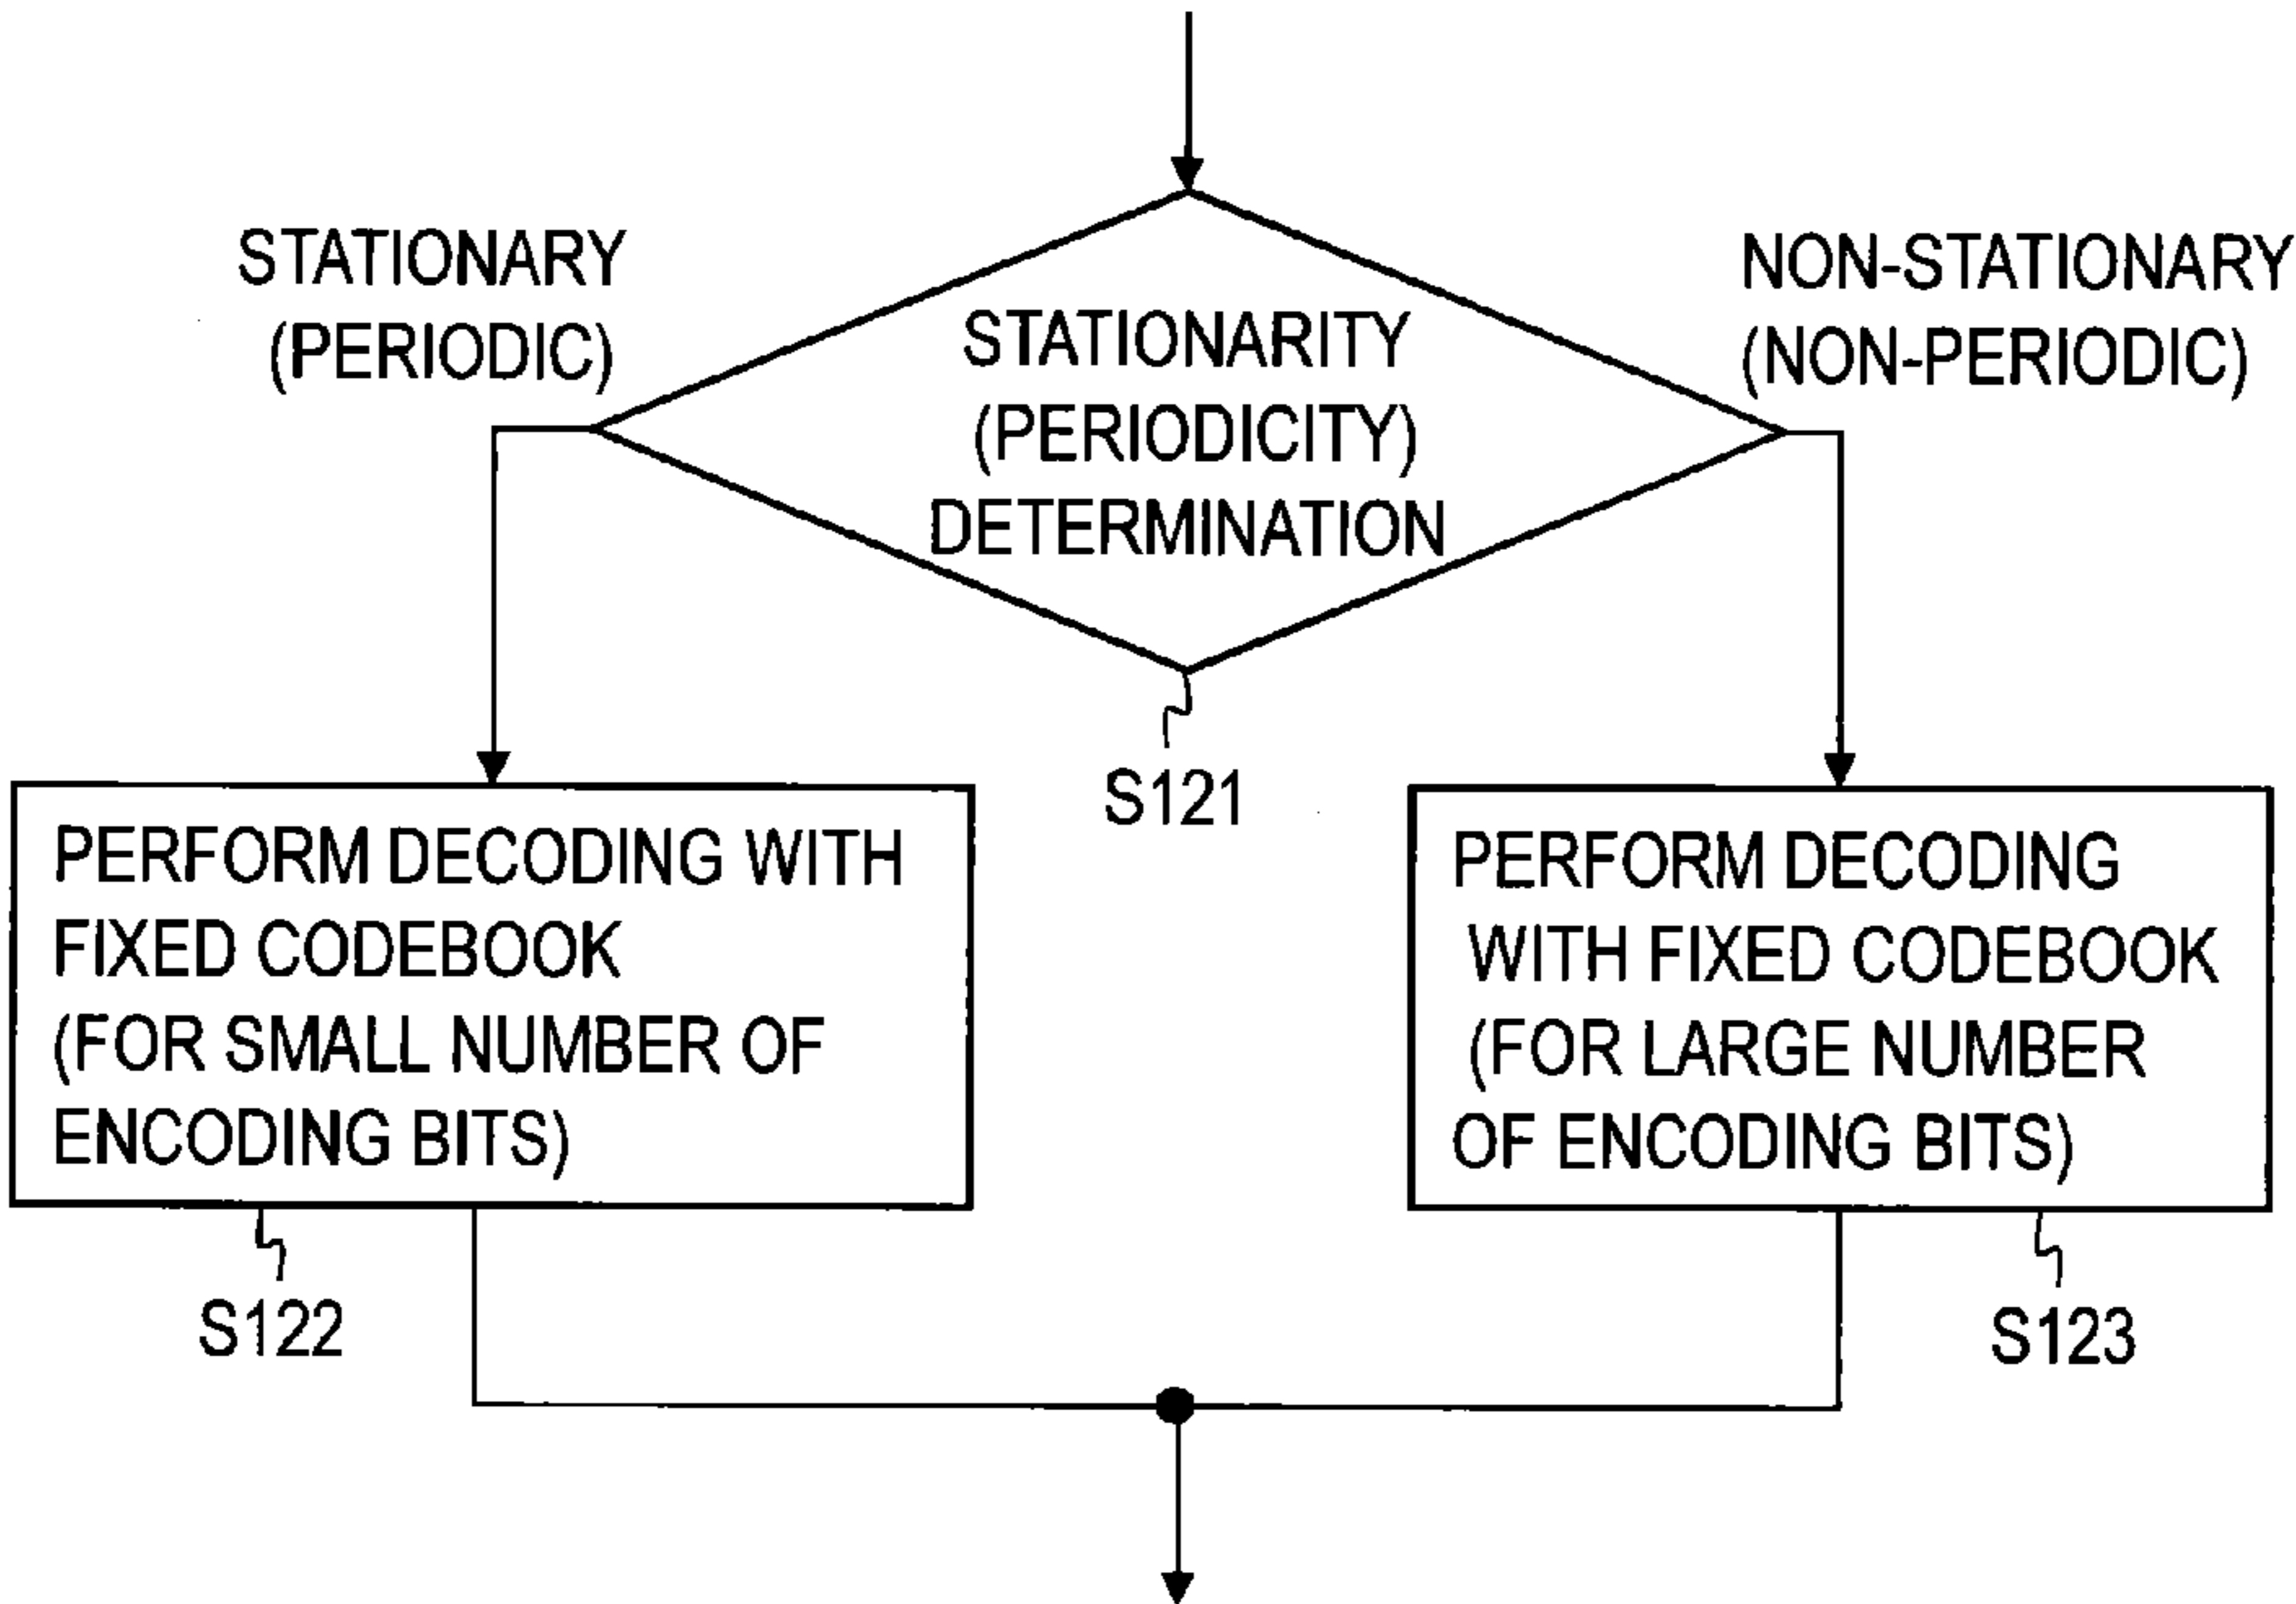 STATIONARY
(PERIODIC)
STATIONARITY
(PERIODICITY)
DETERMINATION
NON-STATIONARY
(NON-PERIODIC)
S121
PERFORM DECODING WITH
FIXED CODEBOOK
(FOR SMALL NUMBER OF
ENCODING BITS)
S122
PERFORM DECODING
WITH FIXED CODEBOOK
(FOR LARGE NUMBER
OF ENCODING BITS)
S123